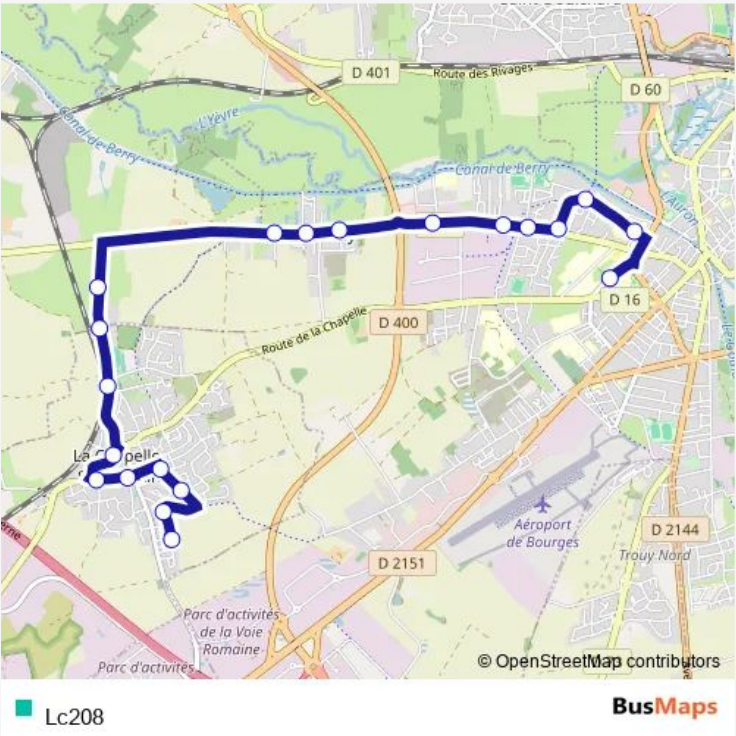 D 401
Route des Rivages
D 60
L'Yèvre
Canal de Berry
Canal de Berry
L'Auron
D 16
D 400
Route de la Chapelle
La Chapelle
Aéroport
de Bourges
D 2144
Trouy Nord
D 2151
Parc d'activités
de la Voie
Romaine
Parc d'activités
© OpenStreetMap contributors
Lc208
BusMaps